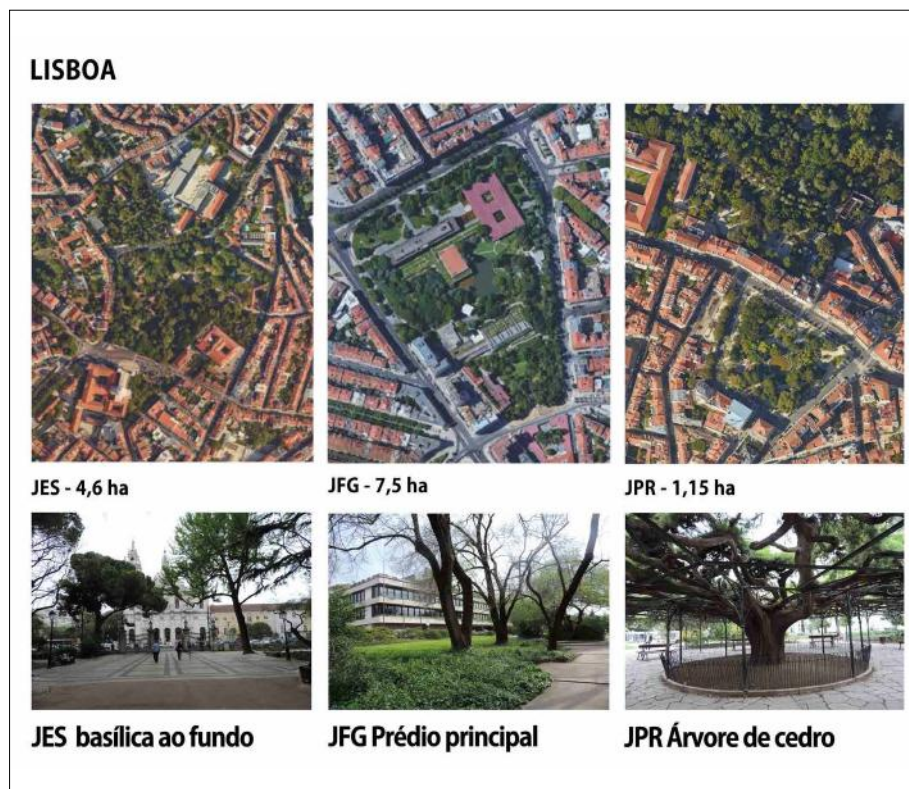 LISBOA
JES - 4,6 ha
JFG - 7,5 ha
JPR - 1,15 ha
JES basílica ao fundo
JFG Prédio principal
JPR Árvore de cedro